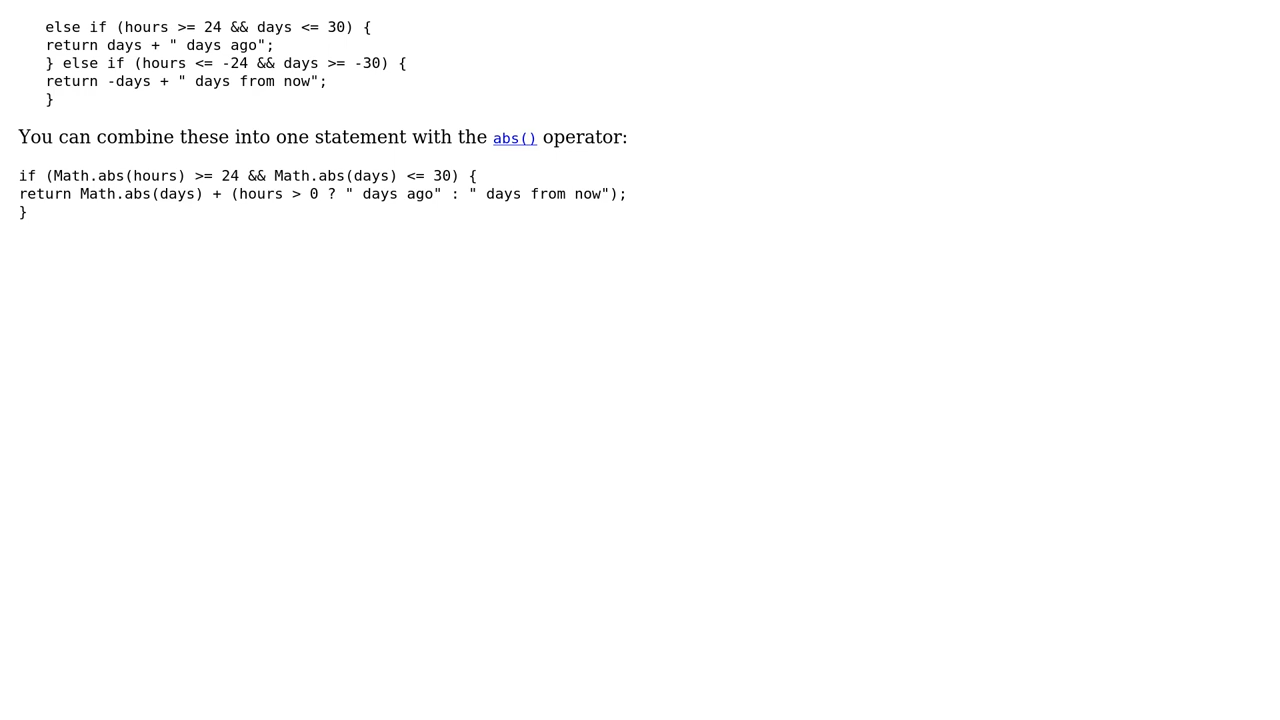 else if (hours >= 24 && days <= 30) {
return days + " days ago";
} else if (hours <= -24 && days >= -30) {
return -days + " days from now";
}
You can combine these into one statement with the abs() operator:
if (Math.abs(hours) >= 24 && Math.abs(days) <= 30) {
return Math.abs(days) + (hours > 0 ? " days ago" : " days from now");
}